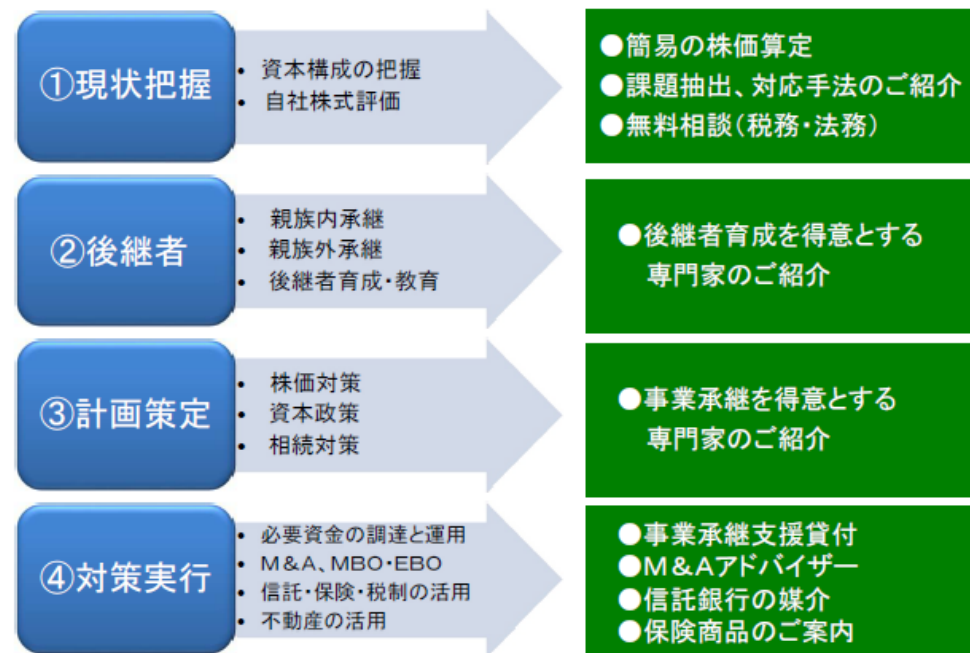 ①現状把握
• 資本構成の把握
• 自社株式評価
●簡易の株価算定
●課題抽出、対応手法のご紹介
●無料相談(税務・法務)
②後継者
• 親族内承継
• 親族外承継
• 後継者育成・教育
●後継者育成を得意とする
専門家のご紹介
③計画策定
• 株価対策
• 資本政策
• 相続対策
●事業承継を得意とする
専門家のご紹介
④対策実行
• 必要資金の調達と運用
• M&A、MBO・EBO
• 信託・保険・税制の活用
• 不動産の活用
●事業承継支援貸付
●M&Aアドバイザー
●信託銀行の媒介
●保険商品のご案内